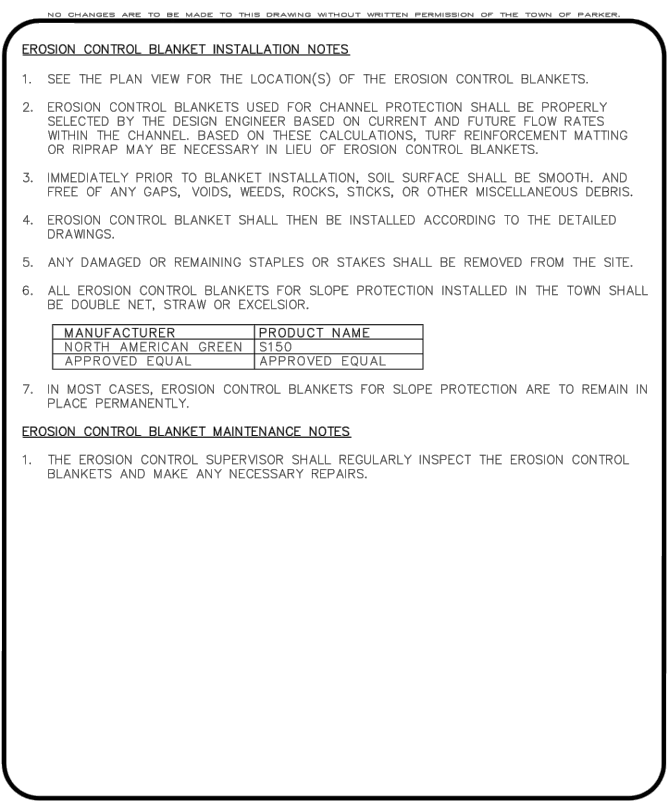 NO CHANGES ARE TO BE MADE TO THIS DRAWING WITHOUT WRITTEN PERMISSION OF THE TOWN OF PARKER.
EROSION CONTROL BLANKET INSTALLATION NOTES
1. SEE THE PLAN VIEW FOR THE LOCATION(S) OF THE EROSION CONTROL BLANKETS.
2. EROSION CONTROL BLANKETS USED FOR CHANNEL PROTECTION SHALL BE PROPERLY
SELECTED BY THE DESIGN ENGINEER BASED ON CURRENT AND FUTURE FLOW RATES
WITHIN THE CHANNEL. BASED ON THESE CALCULATIONS, TURF REINFORCEMENT MATTING
OR RIPRAP MAY BE NECESSARY IN LIEU OF EROSION CONTROL BLANKETS.
3. IMMEDIATELY PRIOR TO BLANKET INSTALLATION, SOIL SURFACE SHALL BE SMOOTH. AND
FREE OF ANY GAPS, VOIDS, WEEDS, ROCKS, STICKS, OR OTHER MISCELLANEOUS DEBRIS.
4. EROSION CONTROL BLANKET SHALL THEN BE INSTALLED ACCORDING TO THE DETAILED
DRAWINGS.
5. ANY DAMAGED OR REMAINING STAPLES OR STAKES SHALL BE REMOVED FROM THE SITE.
6. ALL EROSION CONTROL BLANKETS FOR SLOPE PROTECTION INSTALLED IN THE TOWN SHALL
BE DOUBLE NET, STRAW OR EXCELSIOR.
MANUFACTURER PRODUCT NAME
NORTH AMERICAN GREEN S150
APPROVED EQUAL APPROVED EQUAL
7. IN MOST CASES, EROSION CONTROL BLANKETS FOR SLOPE PROTECTION ARE TO REMAIN IN
PLACE PERMANENTLY.
EROSION CONTROL BLANKET MAINTENANCE NOTES
1. THE EROSION CONTROL SUPERVISOR SHALL REGULARLY INSPECT THE EROSION CONTROL
BLANKETS AND MAKE ANY NECESSARY REPAIRS.